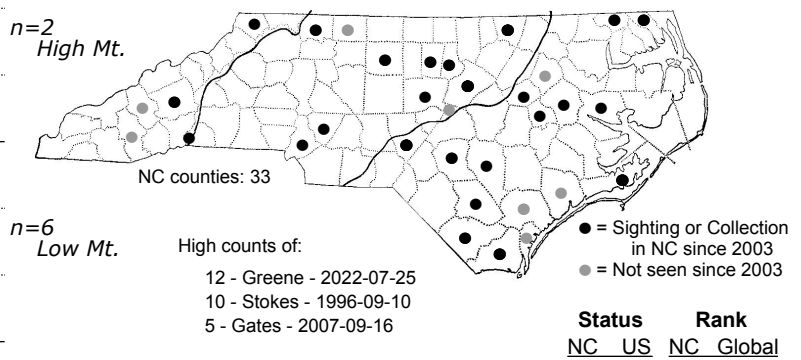 n=2
High Mt.
NC counties: 33
n=6
Low Mt.
High counts of:
12 - Greene - 2022-07-25
10 - Stokes - 1996-09-10
5 - Gates - 2007-09-16
● = Sighting or Collection
in NC since 2003
● = Not seen since 2003
Status Rank
NC US NC Global